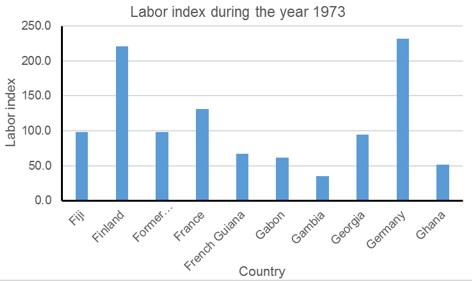 Labor index during the year 1973
Labor index
250.0
200.0
150.0
100.0
50.0
0.0
Fiji
Finland
Former...
France
French Guiana
Gabon
Gambia
Georgia
Germany
Ghana
Country